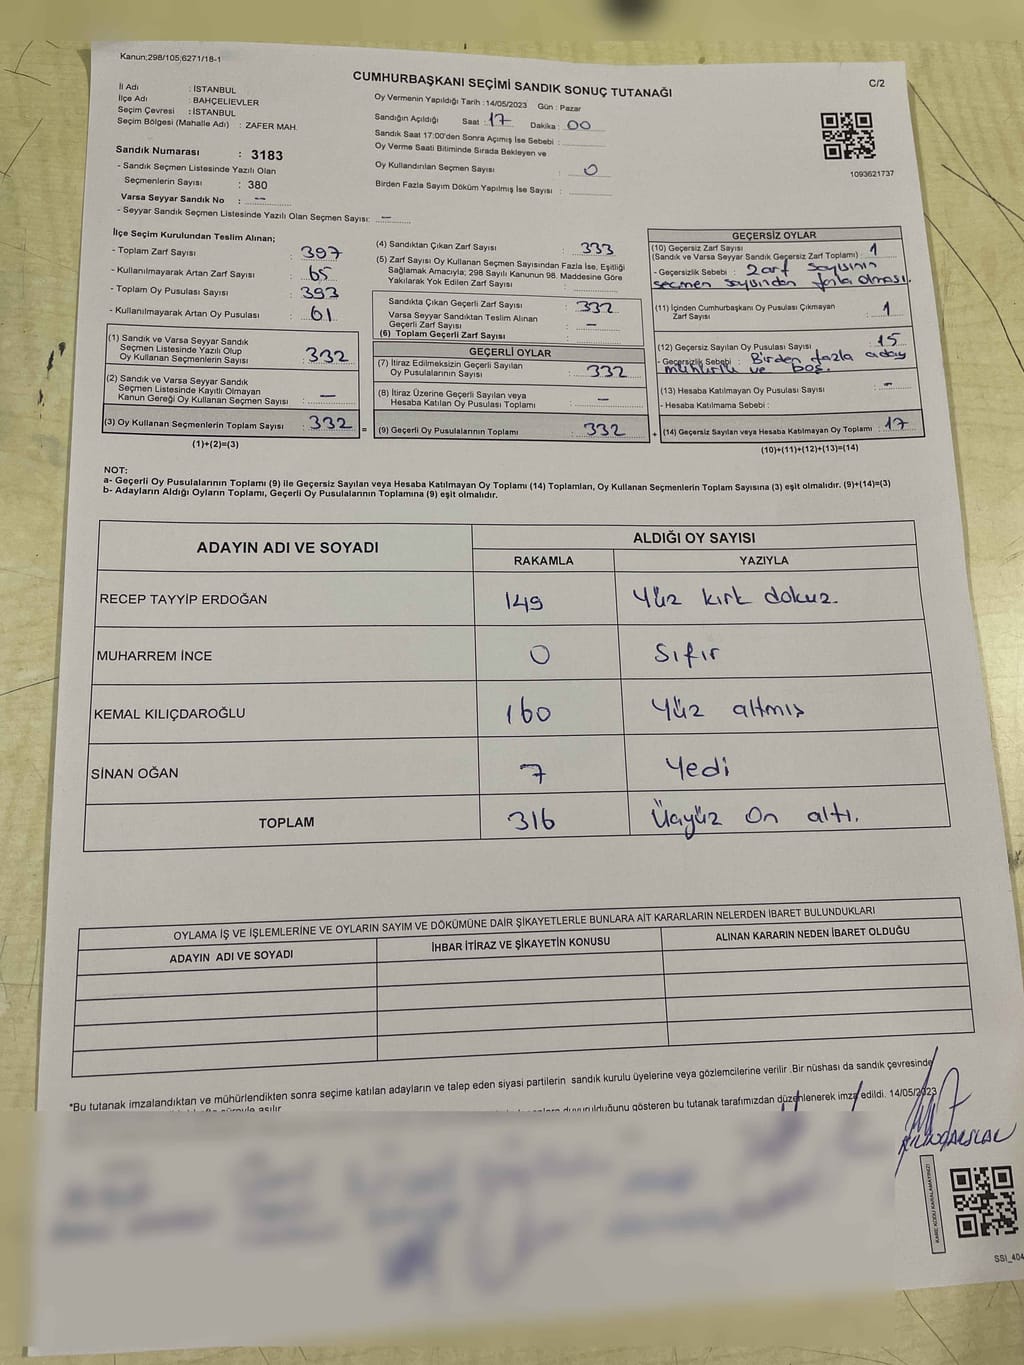 Kanun;298/105;6271/18-1
CUMHURBAŞKANI SEÇİMİ SANDIK SONUÇ TUTANAĞI
C/2
İl Adı : İSTANBUL
İlçe Adı : BAHÇELİEVLER
Seçim Çevresi : İSTANBUL
Seçim Bölgesi (Mahalle Adı) : ZAFER MAH.
Sandık Numarası : 3183
- Sandık Seçmen Listesinde Yazılı Olan
Seçmenlerin Sayısı : 380
Varsa Seyyar Sandık No : --
- Seyyar Sandık Seçmen Listesinde Yazılı Olan Seçmen Sayısı: -
Oy Vermenin Yapıldığı Tarih :14/05/2023 Gün : Pazar
Sandığın Açıldığı Saat : 17 Dakika : 00
Sandık Saat 17:00'den Sonra Açımış İse Sebebi :
Oy Verme Saati Bitiminde Sırada Bekleyen ve
Oy Kullandırılan Seçmen Sayısı : 0
Birden Fazla Sayım Döküm Yapılmış İse Sayısı :
1093621737
İlçe Seçim Kurulundan Teslim Alınan;
- Toplam Zarf Sayısı : 397
- Kullanılmayarak Artan Zarf Sayısı : 65
- Toplam Oy Pusulası Sayısı : 393
- Kullanılmayarak Artan Oy Pusulası : 61
(1) Sandık ve Varsa Seyyar Sandık
Seçmen Listesinde Yazılı Olup
Oy Kullanan Seçmenlerin Sayısı : 332
(2) Sandık ve Varsa Seyyar Sandık
Seçmen Listesinde Kayıtlı Olmayan
Kanun Gereği Oy Kullanan Seçmen Sayısı : -
(3) Oy Kullanan Seçmenlerin Toplam Sayısı : 332 =
(1)+(2)=(3)
(4) Sandıktan Çıkan Zarf Sayısı : 333
(5) Zarf Sayısı Oy Kullanan Seçmen Sayısından Fazla İse, Eşitliği
Sağlamak Amacıyla; 298 Sayılı Kanunun 98. Maddesine Göre
Yakılarak Yok Edilen Zarf Sayısı :
Sandıkta Çıkan Geçerli Zarf Sayısı : 332
Varsa Seyyar Sandıktan Teslim Alınan
Geçerli Zarf Sayısı : -
(6) Toplam Geçerli Zarf Sayısı :
GEÇERLİ OYLAR
(7) İtiraz Edilmeksizin Geçerli Sayılan
Oy Pusulalarının Sayısı : 332
(8) İtiraz Üzerine Geçerli Sayılan veya
Hesaba Katılan Oy Pusulası Toplamı : -
(9) Geçerli Oy Pusulalarının Toplamı : 332 +
GEÇERSİZ OYLAR
(10) Geçersiz Zarf Sayısı
(Sandık ve Varsa Seyyar Sandık Geçersiz Zarf Toplamı) : 1
- Geçersizlik Sebebi : Zarf sayısının
seçmen sayısından fazla olması.
(11) İçinden Cumhurbaşkanı Oy Pusulası Çıkmayan
Zarf Sayısı : 1
(12) Geçersiz Sayılan Oy Pusulası Sayısı : 15
- Geçersizlik Sebebi : Birden fazla aday
mühürlü ve boş.
(13) Hesaba Katılmayan Oy Pusulası Sayısı : -
- Hesaba Katılmama Sebebi :
(14) Geçersiz Sayılan veya Hesaba Katılmayan Oy Toplamı : 17
(10)+(11)+(12)+(13)=(14)
NOT:
a- Geçerli Oy Pusulalarının Toplamı (9) ile Geçersiz Sayılan veya Hesaba Katılmayan Oy Toplamı (14) Toplamları, Oy Kullanan Seçmenlerin Toplam Sayısına (3) eşit olmalıdır. (9)+(14)=(3)
b- Adayların Aldığı Oyların Toplamı, Geçerli Oy Pusulalarının Toplamına (9) eşit olmalıdır.
ADAYIN ADI VE SOYADI
ALDIĞI OY SAYISI
RAKAMLA YAZIYLA
RECEP TAYYİP ERDOĞAN 149 Yüz kırk dokuz.
MUHARREM İNCE 0 Sıfır
KEMAL KILIÇDAROĞLU 160 Yüz altmış
SİNAN OĞAN 7 Yedi
TOPLAM 316 Üçyüz On altı.
OYLAMA İŞ VE İŞLEMLERİNE VE OYLARIN SAYIM VE DÖKÜMÜNE DAİR ŞİKAYETLERLE BUNLARA AİT KARARLARIN NELERDEN İBARET BULUNDUKLARI
ADAYIN ADI VE SOYADI İHBAR İTİRAZ VE ŞİKAYETİN KONUSU ALINAN KARARIN NEDEN İBARET OLDUĞU
*Bu tutanak imzalandıktan ve mühürlendikten sonra seçime katılan adayların ve talep eden siyasi partilerin sandık kurulu üyelerine veya gözlemcilerine verilir .Bir nüshası da sandık çevresinde
duyurulduğunu gösteren bu tutanak tarafımızdan düzenlenerek imza edildi. 14/05/2023
KARE KODU KARALAMAYINIZ!
SSI_404